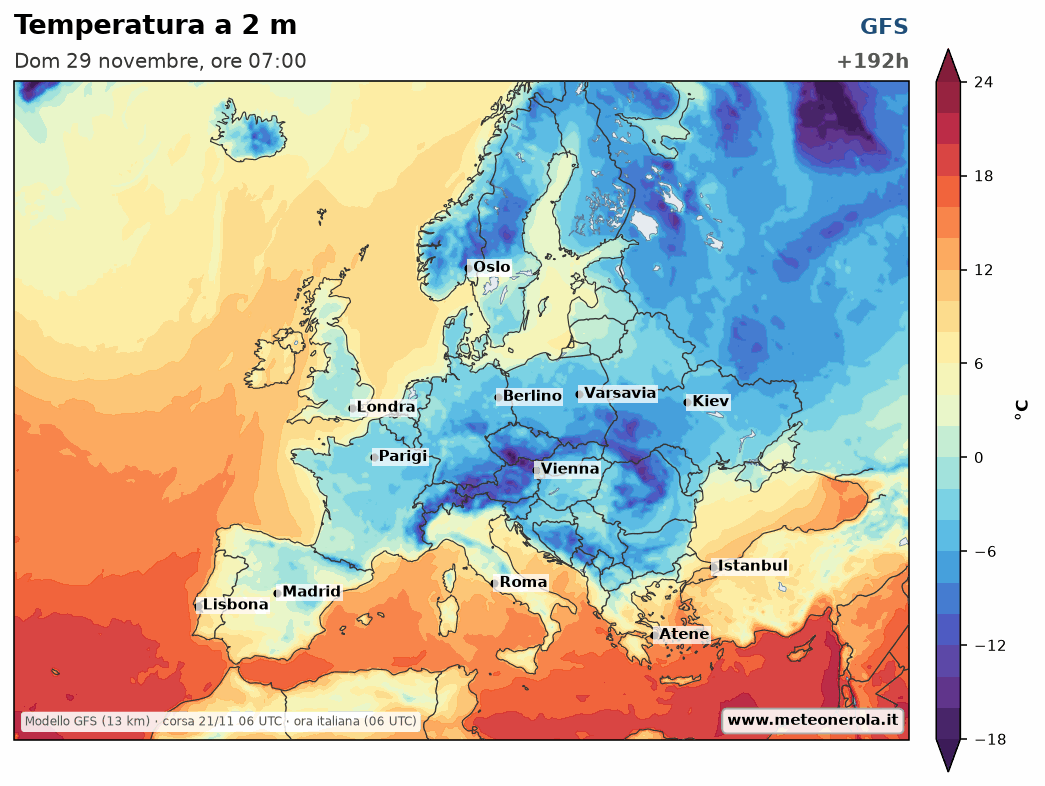 Temperatura a 2 m
GFS
Dom 29 novembre, ore 07:00
+192h
24
18
12
6
0
−6
−12
−18
°C
Oslo
Berlino
Varsavia
Kiev
Londra
Parigi
Vienna
Istanbul
Roma
Madrid
Lisbona
Atene
Modello GFS (13 km) · corsa 21/11 06 UTC · ora italiana (06 UTC)
www.meteonerola.it